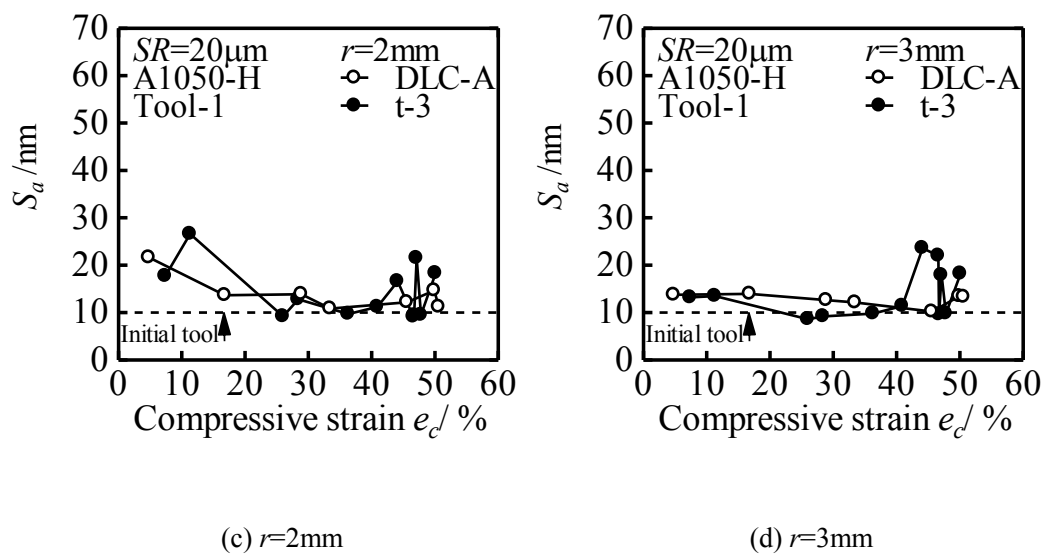 70
60
50
40
30
20
10
0
S_a /nm
SR=20μm r=2mm
A1050-H DLC-A
Tool-1 t-3
Initial tool
0 10 20 30 40 50 60
Compressive strain e_c/ %
(c) r=2mm
70
60
50
40
30
20
10
0
S_a /nm
SR=20μm r=3mm
A1050-H DLC-A
Tool-1 t-3
Initial tool
0 10 20 30 40 50 60
Compressive strain e_c/ %
(d) r=3mm